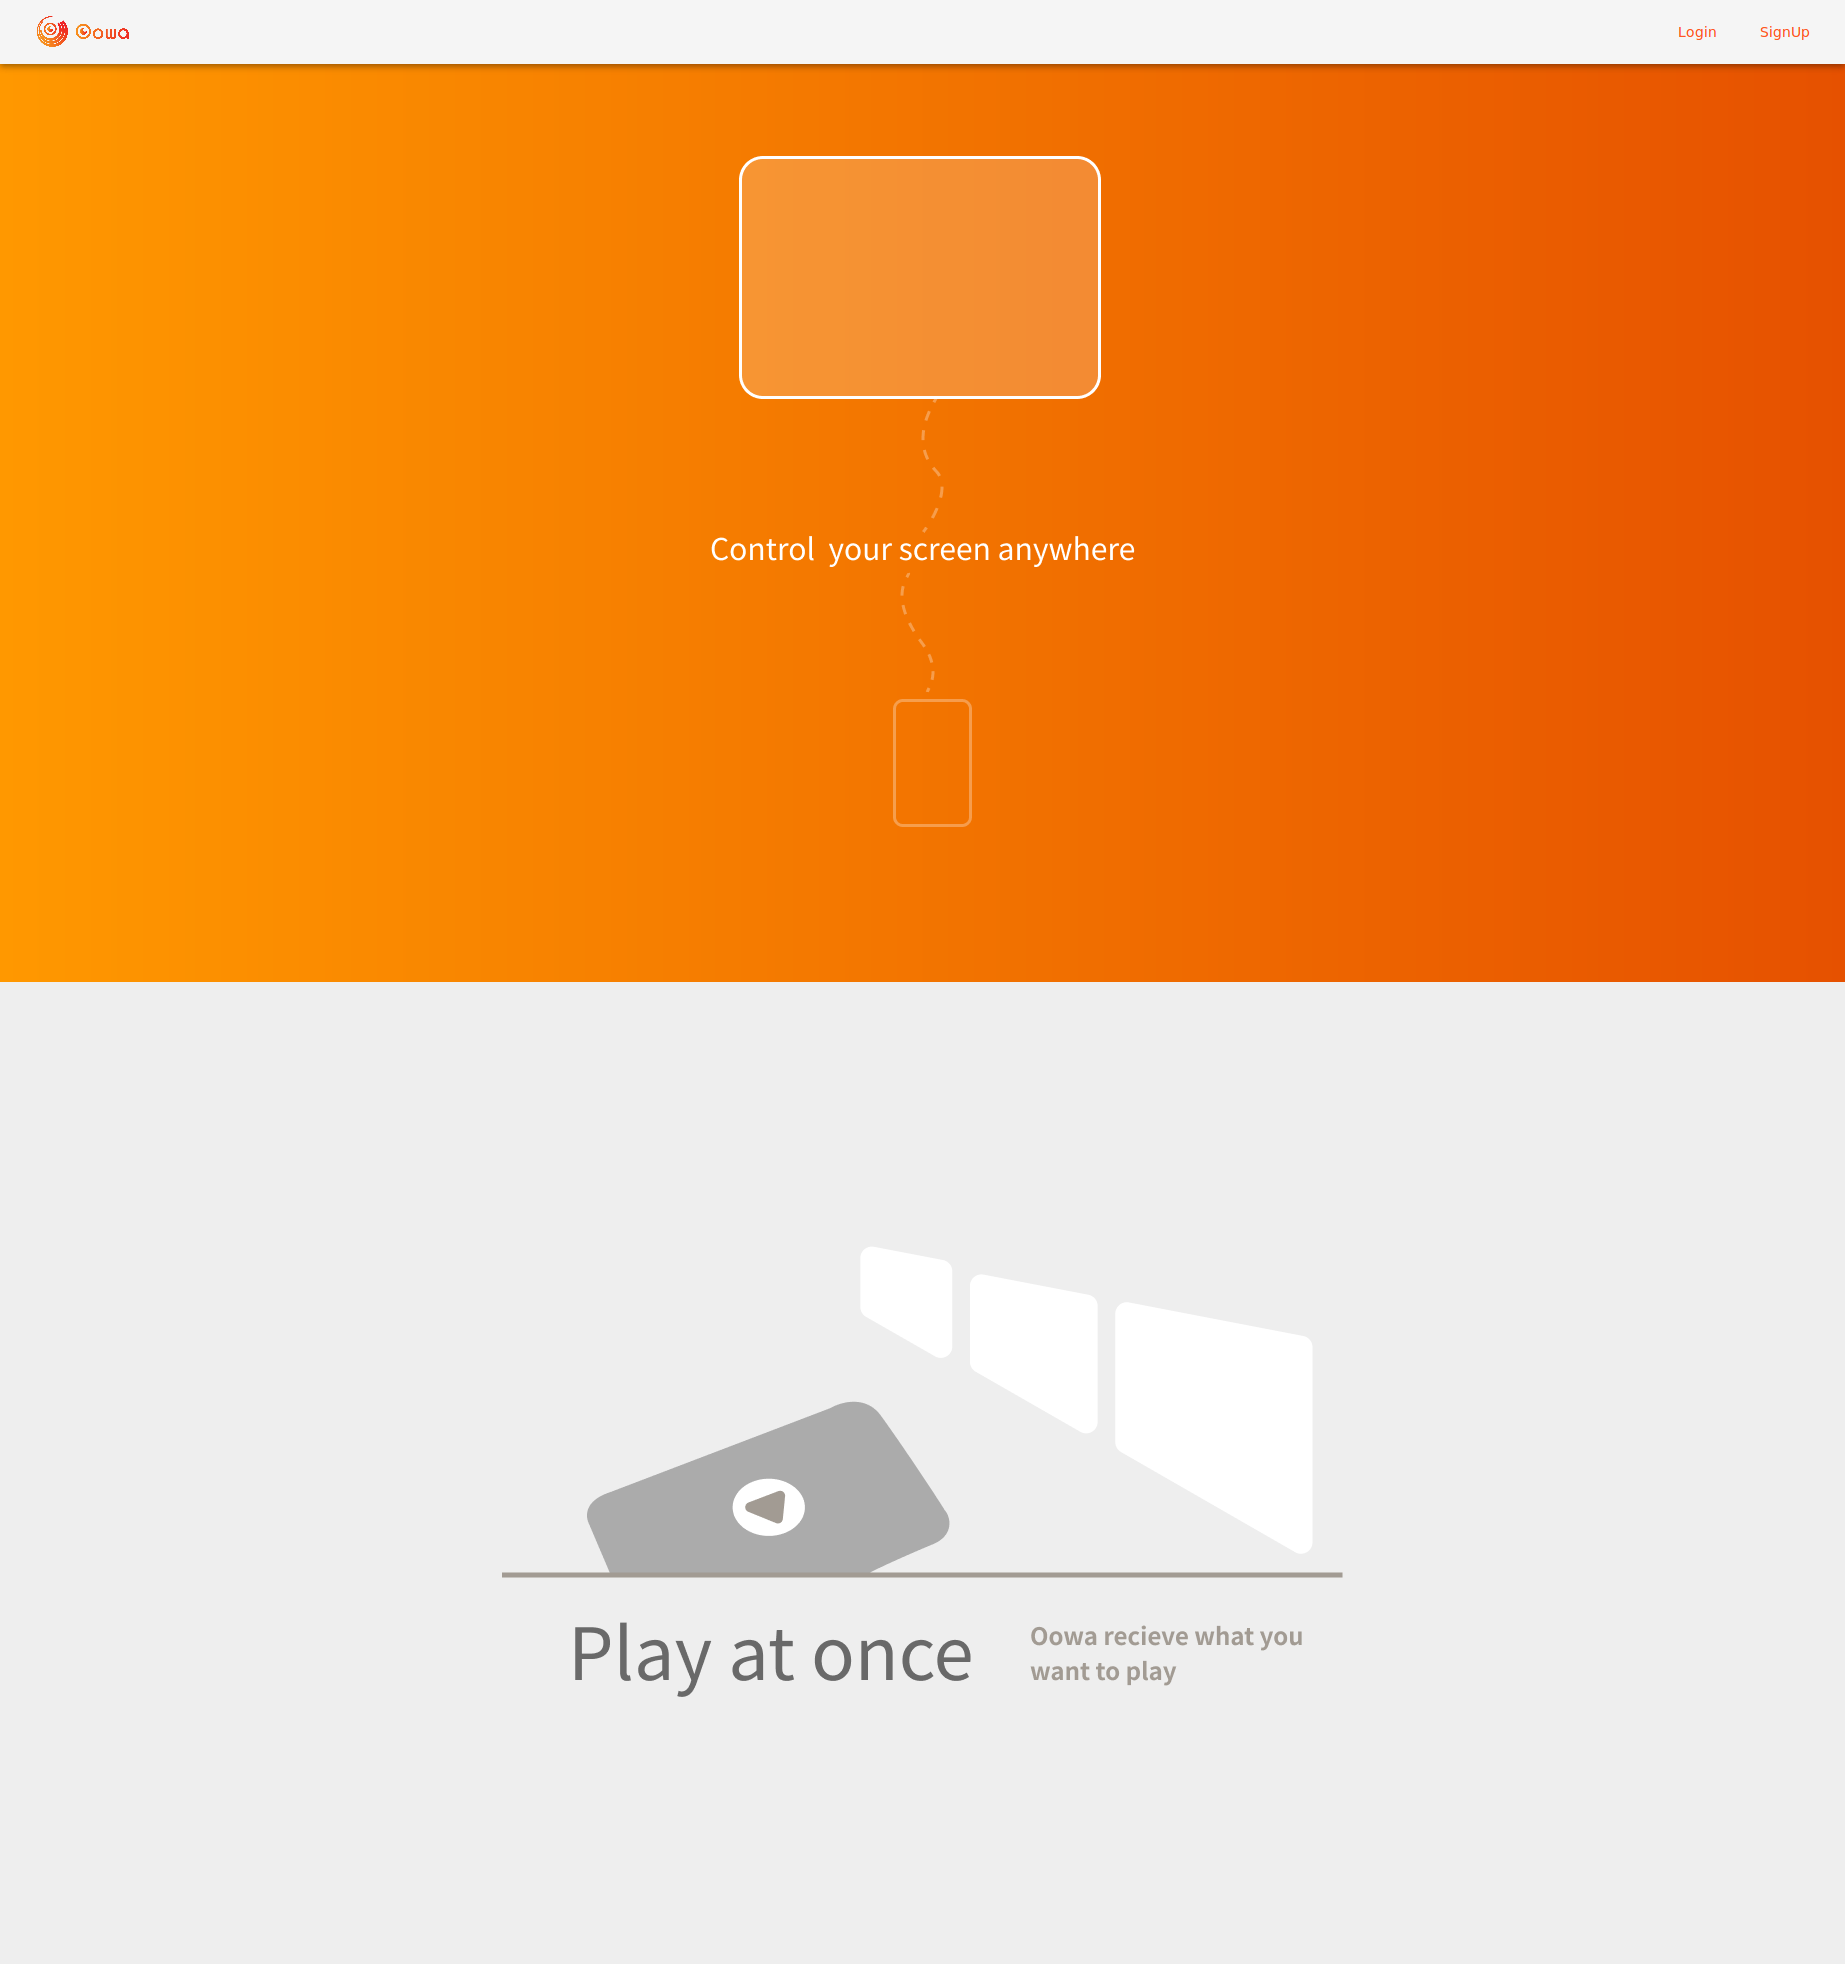 Oowa
Login
SignUp
Control  your screen anywhere
Play at once
Oowa recieve what you
want to play